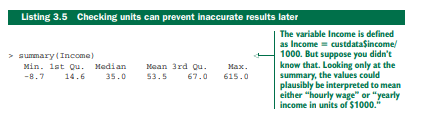 Listing 3.5 Checking units can prevent inaccurate results later
The variable Income is defined
as Income = custdata$income/
1000. But suppose you didn't
know that. Looking only at the
summary, the values could
plausibly be interpreted to mean
either "hourly wage" or "yearly
income in units of $1000."
> summary(Income)
Min. 1st Qu. Median Mean 3rd Qu. Max.
-8.7 14.6 35.0 53.5 67.0 615.0